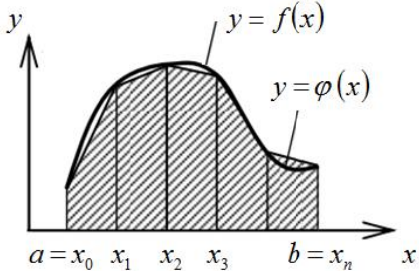 y
y = f(x)
y = φ(x)
a = x₀ x₁ x₂ x₃ b = xₙ x